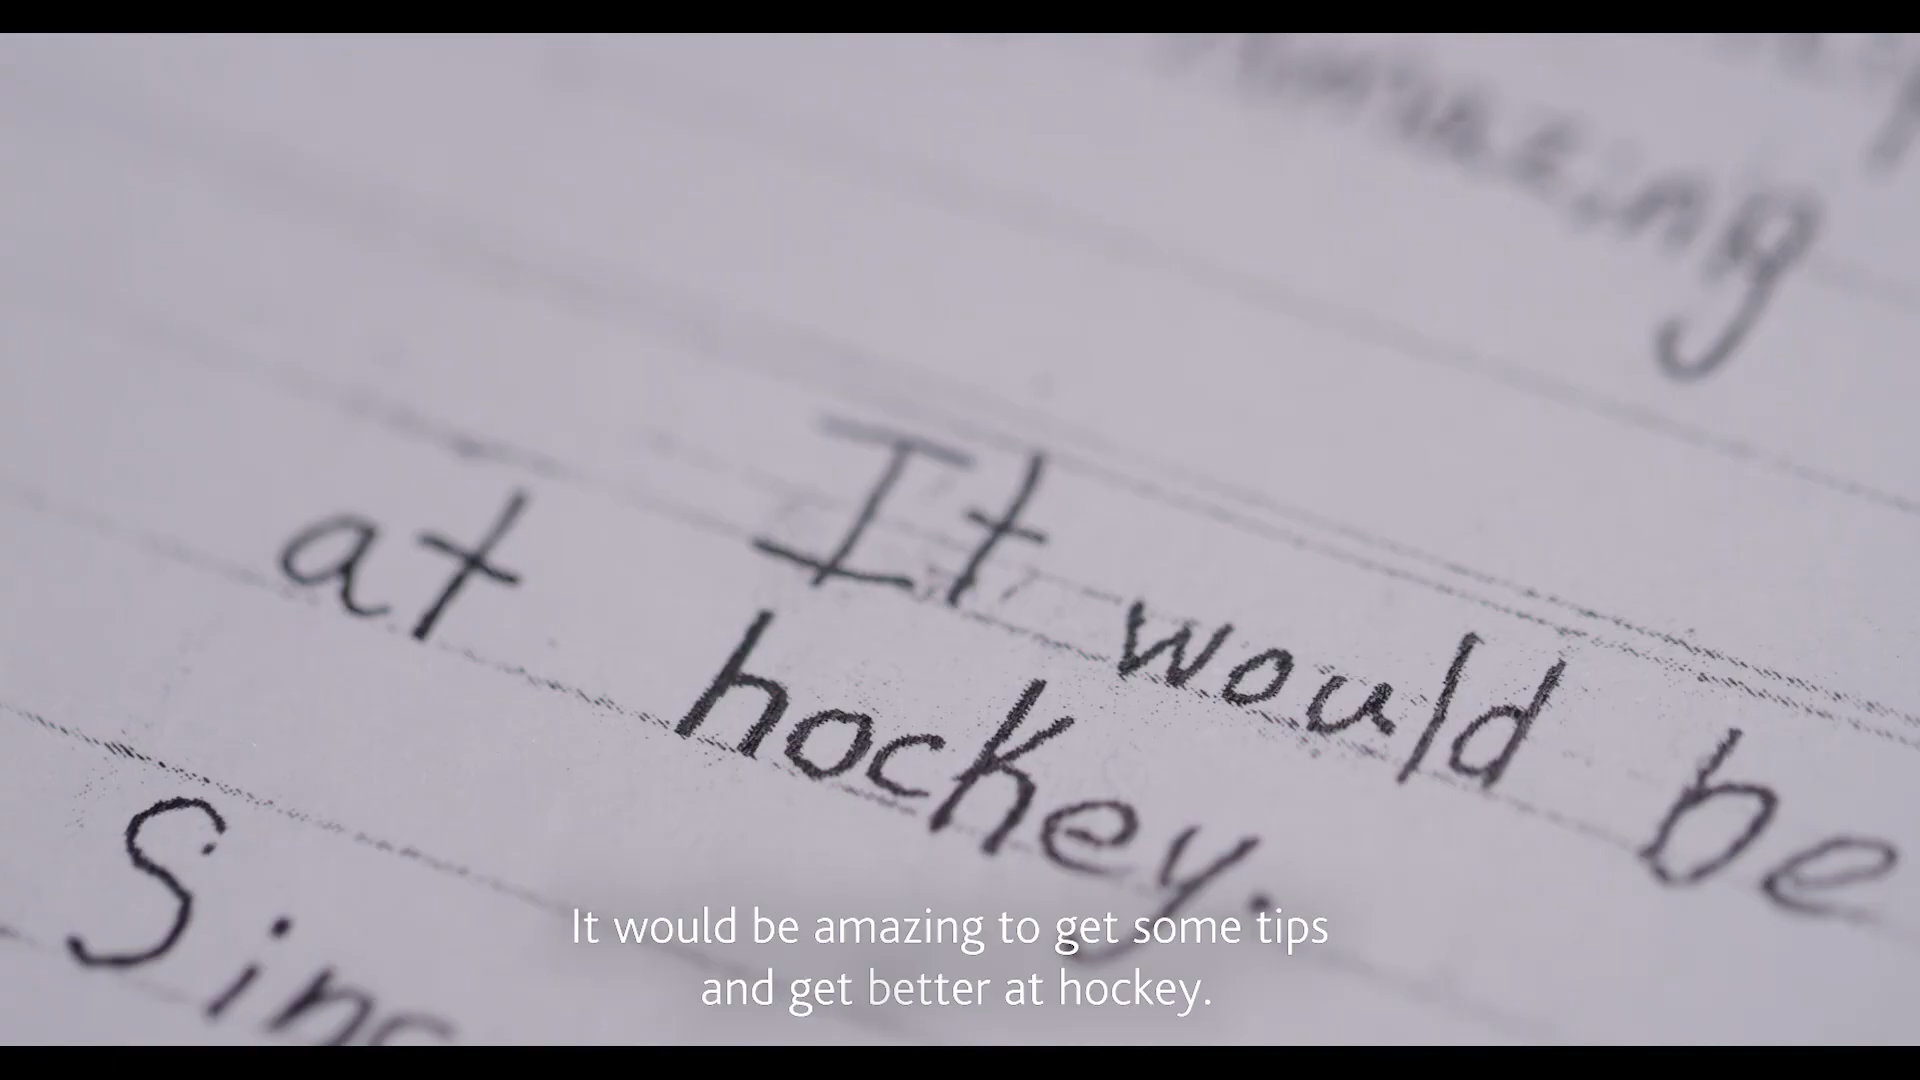 amazing
It would be
at hockey.
Sinc
It would be amazing to get some tips
and get better at hockey.